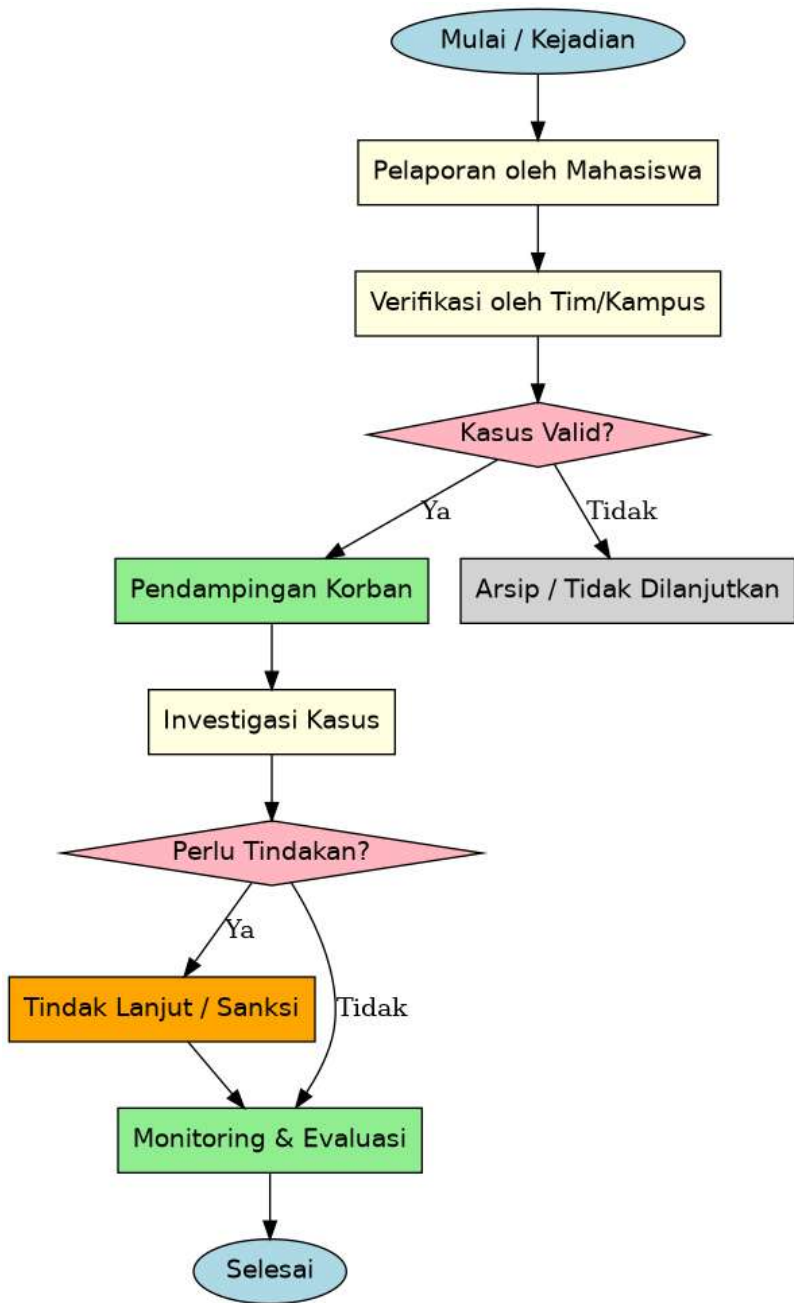 Mulai / Kejadian
Pelaporan oleh Mahasiswa
Verifikasi oleh Tim/Kampus
Kasus Valid?
Ya
Tidak
Pendampingan Korban
Arsip / Tidak Dilanjutkan
Investigasi Kasus
Perlu Tindakan?
Ya
Tindak Lanjut / Sanksi
Tidak
Monitoring & Evaluasi
Selesai